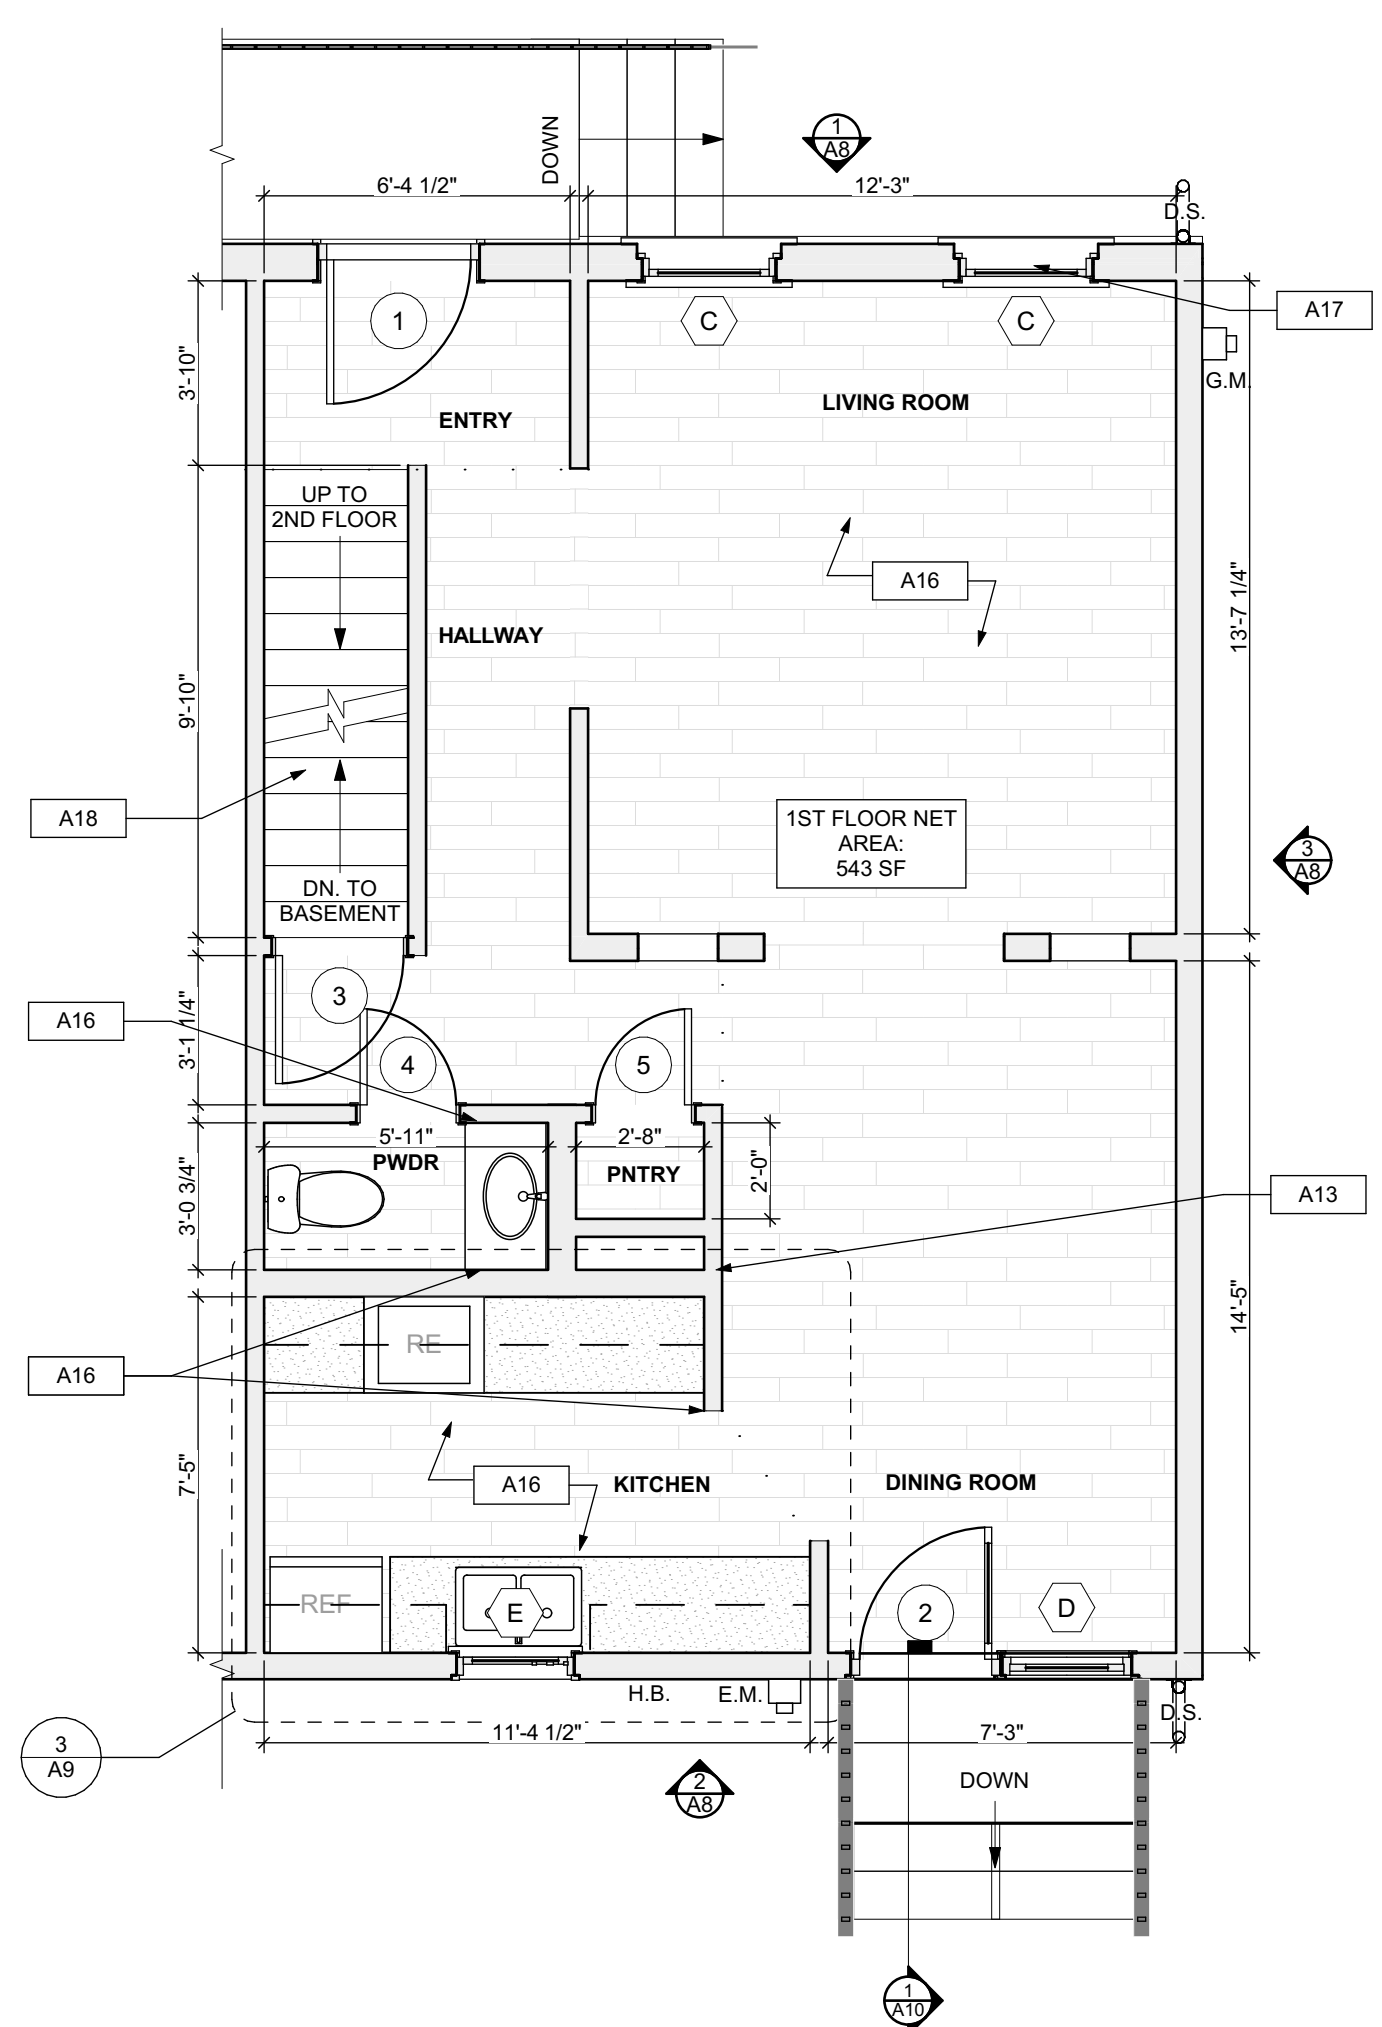 DOWN
1
A8
6'-4 1/2"
12'-3"
D.S.
1
C
C
A17
3'-10"
G.M.
LIVING ROOM
ENTRY
UP TO
2ND FLOOR
A16
13'-7 1/4"
HALLWAY
9'-10"
A18
1ST FLOOR NET
AREA:
543 SF
3
A8
DN. TO
BASEMENT
3
A16
3'-1 1/4"
4
5
5'-11"
2'-8"
PWDR
PNTRY
2'-0"
3'-0 3/4"
A13
14'-5"
RE
A16
7'-5"
A16
KITCHEN
DINING ROOM
REF
E
2
D
H.B.
E.M.
D.S.
3
A9
11'-4 1/2"
7'-3"
2
A8
DOWN
1
A10